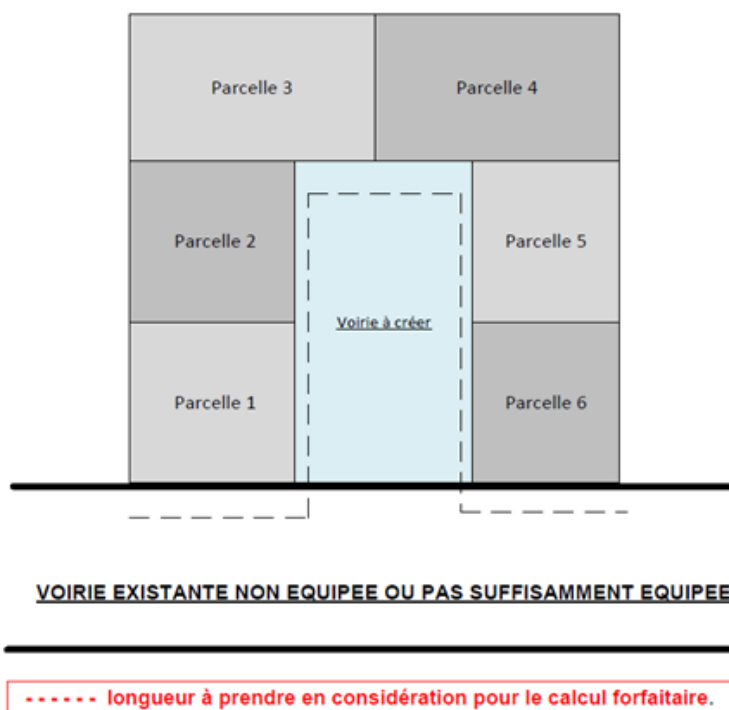 Parcelle 3
Parcelle 4
Parcelle 2
Parcelle 5
Voirie à créer
Parcelle 1
Parcelle 6
VOIRIE EXISTANTE NON EQUIPEE OU PAS SUFFISAMMENT EQUIPEE
------ longueur à prendre en considération pour le calcul forfaitaire.